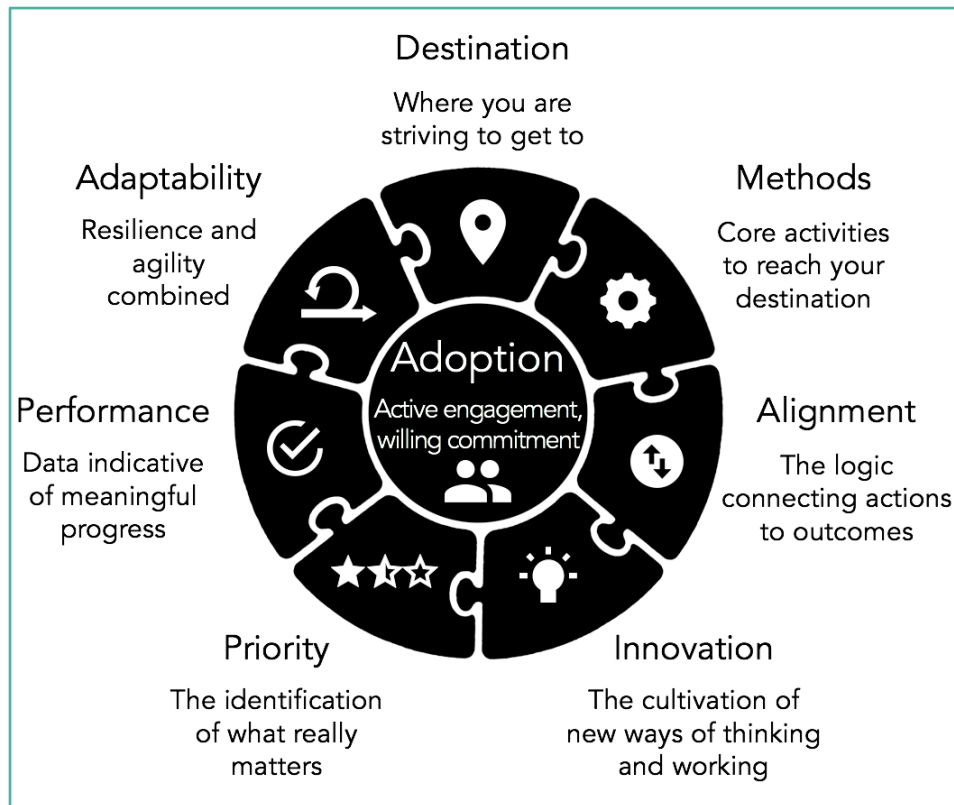 Destination
Where you are
striving to get to
Methods
Core activities
to reach your
destination
Alignment
The logic
connecting actions
to outcomes
Innovation
The cultivation of
new ways of thinking
and working
Priority
The identification
of what really
matters
Performance
Data indicative
of meaningful
progress
Adaptability
Resilience and
agility
combined
Adoption
Active engagement,
willing commitment